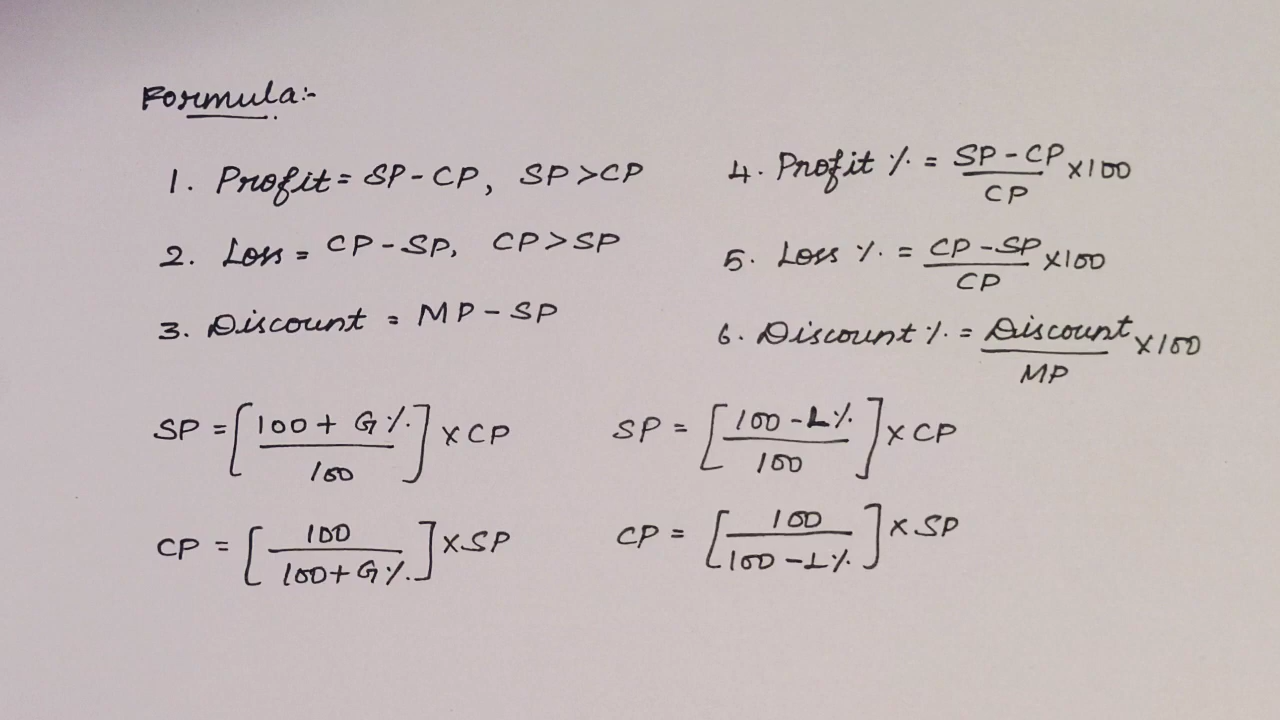 Formula:-
1. Profit = SP - CP, SP > CP
2. Loss = CP - SP, CP > SP
3. Discount = MP - SP
4. Profit % = SP - CP / CP × 100
5. Loss % = CP - SP / CP × 100
6. Discount % = Discount / MP × 100
SP = [100 + G% / 100] × CP
SP = [100 - L% / 100] × CP
CP = [100 / 100 + G%] × SP
CP = [100 / 100 - L%] × SP